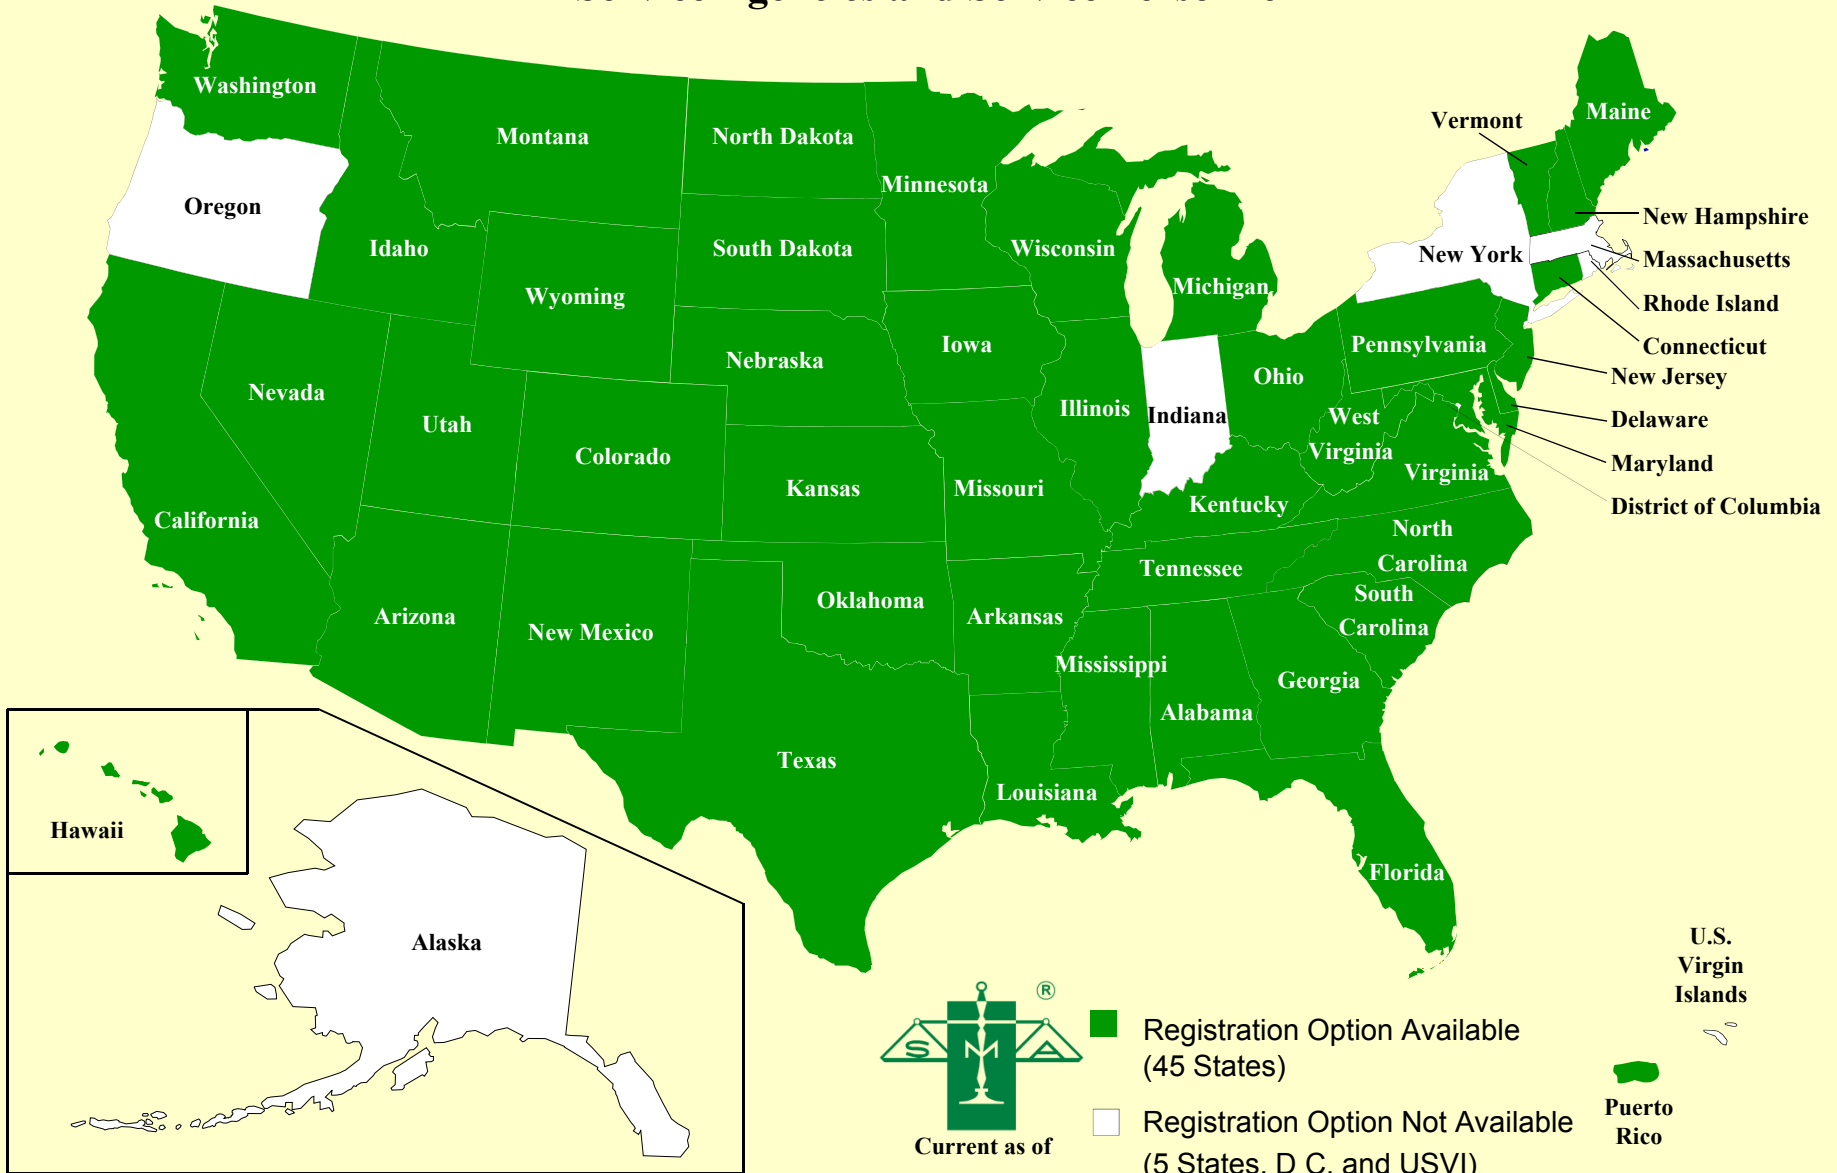 Washington
Montana
North Dakota
Minnesota
Vermont
Maine
Oregon
Idaho
South Dakota
Wisconsin
Michigan
New York
New Hampshire
Massachusetts
Rhode Island
Connecticut
New Jersey
Delaware
Maryland
District of Columbia
Wyoming
Nebraska
Iowa
Pennsylvania
Nevada
Utah
Colorado
Kansas
Missouri
Illinois
Indiana
Ohio
West
Virginia
Virginia
Kentucky
California
Arizona
New Mexico
Oklahoma
Arkansas
Tennessee
North
Carolina
South
Carolina
Mississippi
Alabama
Georgia
Texas
Louisiana
Florida
Hawaii
Alaska
U.S.
Virgin
Islands
Puerto
Rico
®
S M A
Current as of
Registration Option Available
(45 States)
Registration Option Not Available
(5 States, D C, and USVI)